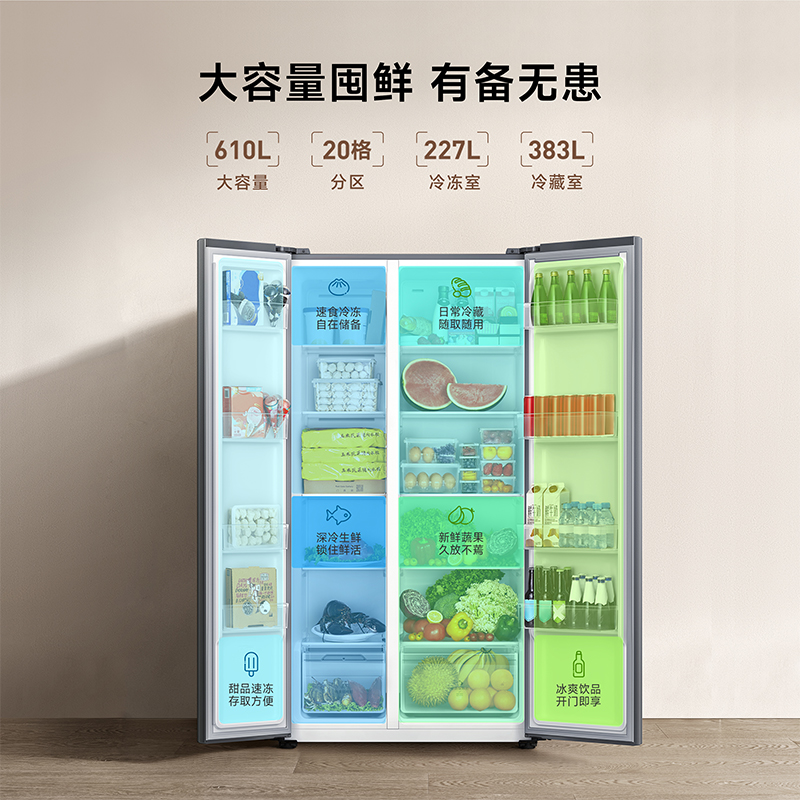 大容量囤鲜 有备无患
610L 20格 227L 383L
大容量 分区 冷冻室 冷藏室
速食冷冻
自在储备
日常冷藏
随取随用
深冷生鲜
锁住鲜活
新鲜蔬果
久放不蔫
甜品速冻
存取方便
冰爽饮品
开门即享